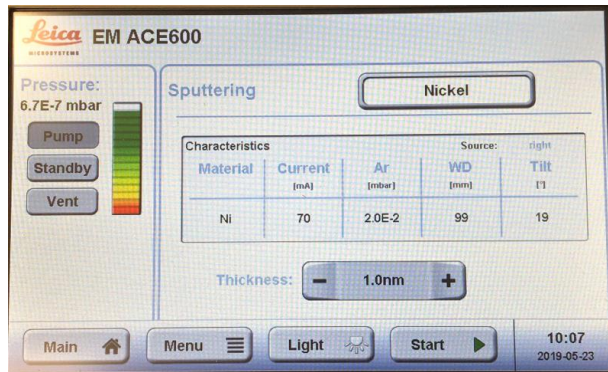 Leica EM ACE600
MICROSYSTEMS
Pressure:
6.7E-7 mbar
Pump
Standby
Vent
Sputtering Nickel
Characteristics Source: right
Material Current Ar WD Tilt
[mA] [mbar] [mm] [°]
Ni 70 2.0E-2 99 19
Thickness: - 1.0nm +
Main Menu Light Start 10:07
2019-05-23